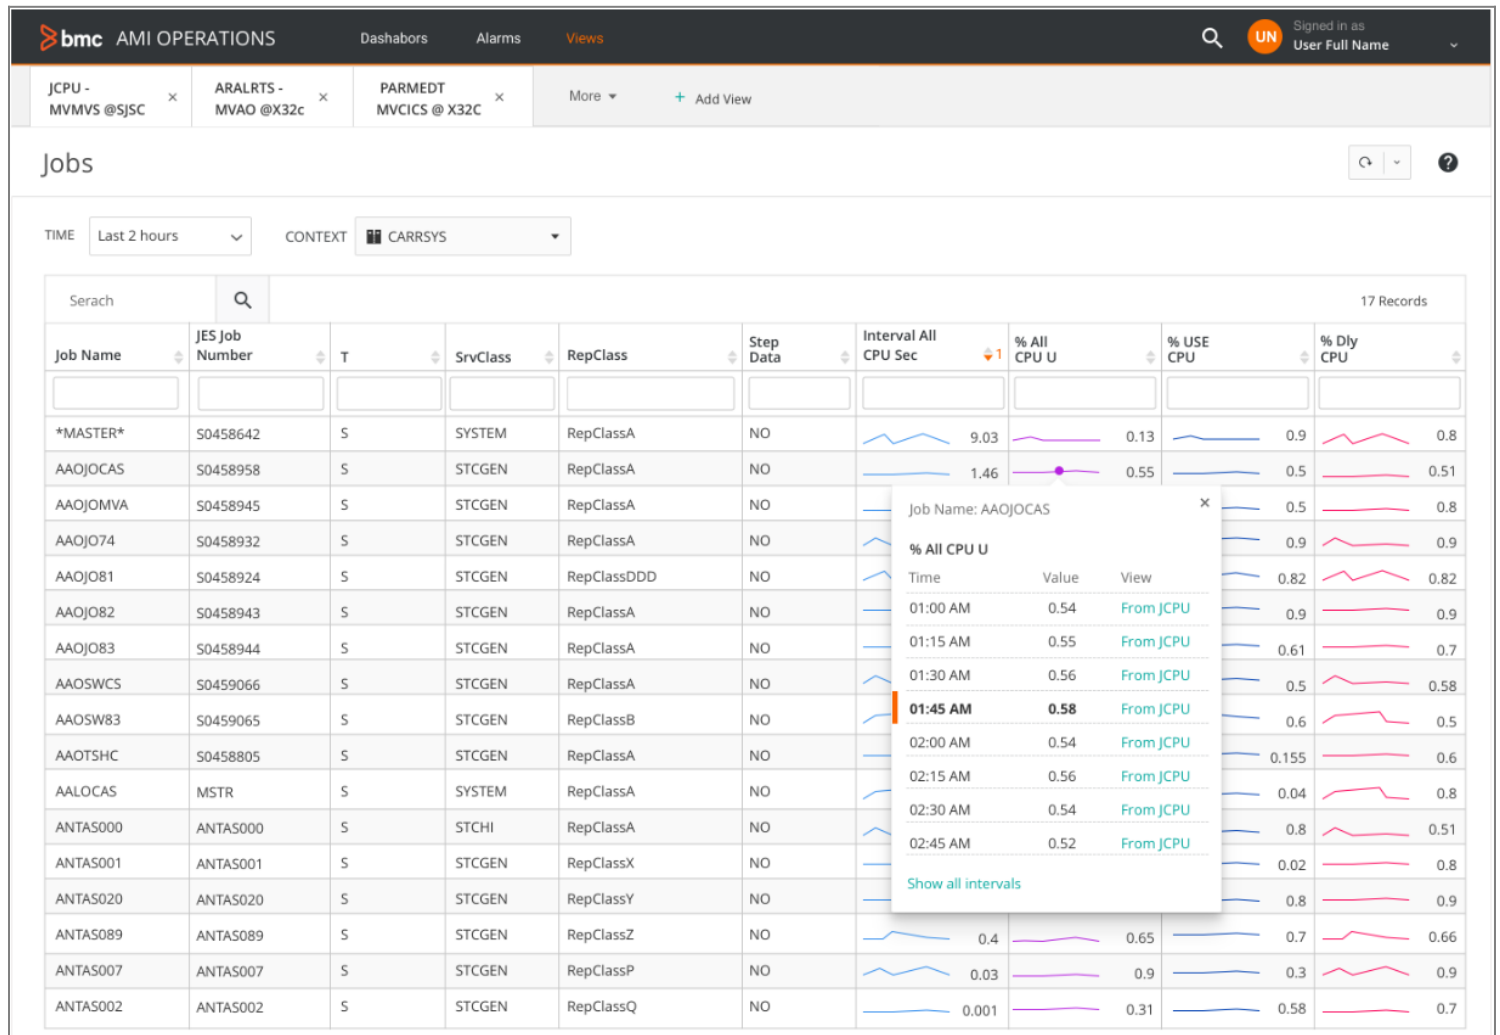 bmc AMI OPERATIONS Dashabors Alarms Views UN Signed in as
User Full Name
JCPU - ARALRTS - PARMEDT More Add View
MVMVS @SJSC MVAO @X32c MVCICS @ X32C
Jobs
TIME Last 2 hours CONTEXT CARRSYS
Serach 17 Records
Job Name JES Job Number T SrvClass RepClass Step Data Interval All CPU Sec 1 % All CPU U % USE CPU % Dly CPU
*MASTER* S0458642 S SYSTEM RepClassA NO 9.03 0.13 0.9 0.8
AAOJOCAS S0458958 S STCGEN RepClassA NO 1.46 0.55 0.5 0.51
AAOJOMVA S0458945 S STCGEN RepClassA NO 0.5 0.8
AAOJO74 S0458932 S STCGEN RepClassA NO 0.9 0.9
AAOJO81 S0458924 S STCGEN RepClassDDD NO 0.82 0.82
AAOJO82 S0458943 S STCGEN RepClassA NO 0.9 0.9
AAOJO83 S0458944 S STCGEN RepClassA NO 0.61 0.7
AAOSWCS S0459066 S STCGEN RepClassA NO 0.5 0.58
AAOSW83 S0459065 S STCGEN RepClassB NO 0.6 0.5
AAOTSHC S0458805 S STCGEN RepClassA NO 0.155 0.6
AALOCAS MSTR S SYSTEM RepClassA NO 0.04 0.8
ANTAS000 ANTAS000 S STCHI RepClassA NO 0.8 0.51
ANTAS001 ANTAS001 S STCGEN RepClassX NO 0.02 0.8
ANTAS020 ANTAS020 S STCGEN RepClassY NO 0.8 0.9
ANTAS089 ANTAS089 S STCGEN RepClassZ NO 0.4 0.65 0.7 0.66
ANTAS007 ANTAS007 S STCGEN RepClassP NO 0.03 0.9 0.3 0.9
ANTAS002 ANTAS002 S STCGEN RepClassQ NO 0.001 0.31 0.58 0.7
Job Name: AAOJOCAS
% All CPU U
Time Value View
01:00 AM 0.54 From JCPU
01:15 AM 0.55 From JCPU
01:30 AM 0.56 From JCPU
01:45 AM 0.58 From JCPU
02:00 AM 0.54 From JCPU
02:15 AM 0.56 From JCPU
02:30 AM 0.54 From JCPU
02:45 AM 0.52 From JCPU
Show all intervals